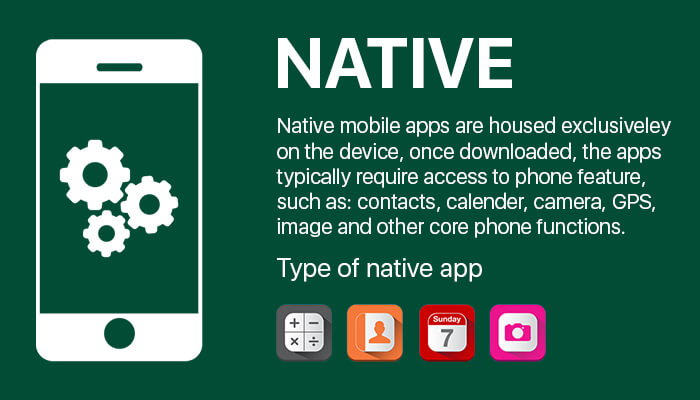 NATIVE
Native mobile apps are housed exclusiveley
on the device, once downloaded, the apps
typically require access to phone feature,
such as: contacts, calender, camera, GPS,
image and other core phone functions.
Type of native app
+ −
× ÷
Sunday
7